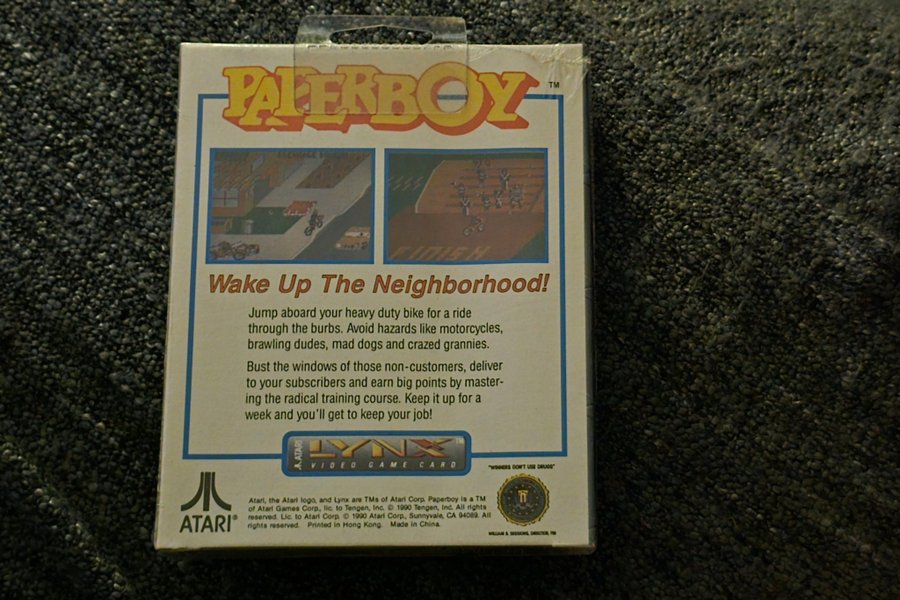 PAPERBOY TM
FINISH
Wake Up The Neighborhood!
Jump aboard your heavy duty bike for a ride
through the burbs. Avoid hazards like motorcycles,
brawling dudes, mad dogs and crazed grannies.
Bust the windows of those non-customers, deliver
to your subscribers and earn big points by master-
ing the radical training course. Keep it up for a
week and you'll get to keep your job!
ATARI LYNX
VIDEO GAME CARD
"WINNERS DON'T USE DRUGS"
Atari, the Atari logo, and Lynx are TMs of Atari Corp. Paperboy is a TM
of Atari Games Corp., lic. to Tengen, Inc. © 1990 Tengen, Inc. All rights
reserved. Lic. to Atari Corp. © 1990 Atari Corp., Sunnyvale, CA 94089. All
rights reserved. Printed in Hong Kong. Made in China.
ATARI®
WILLIAM S. SESSIONS, DIRECTOR, FBI